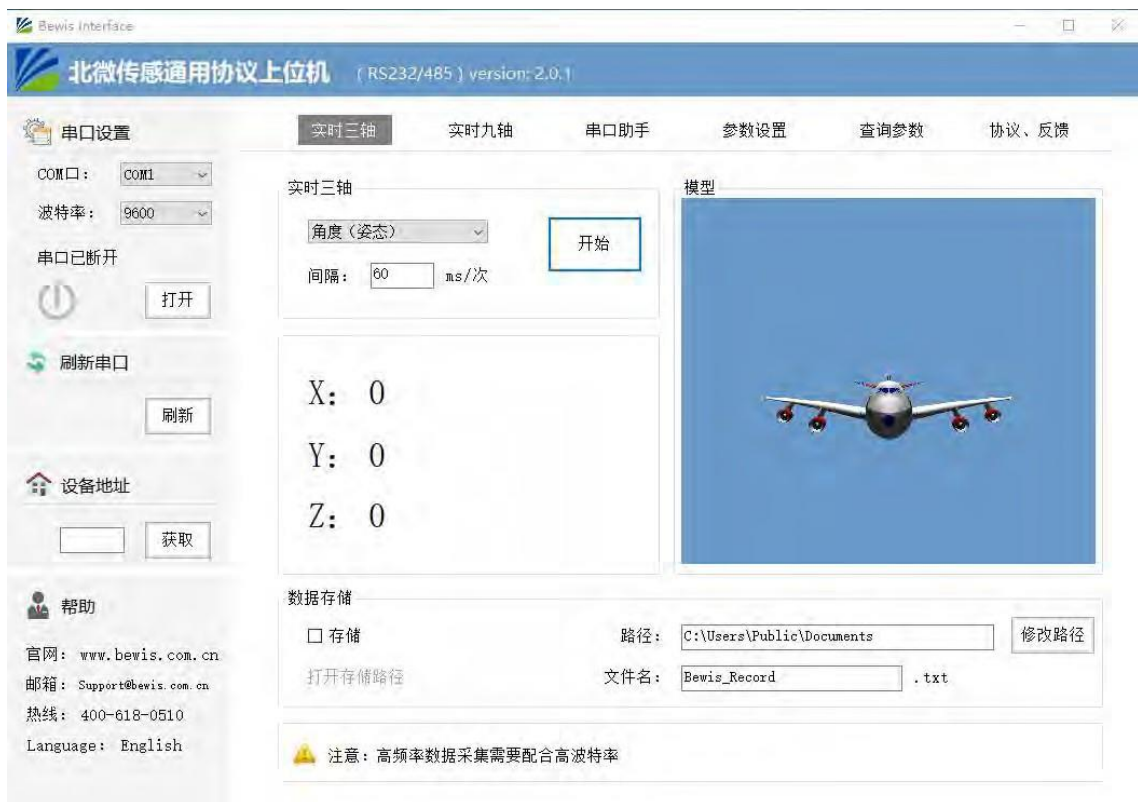 Bewis Interface
北微传感通用协议上位机 (RS232/485) version: 2.0.1
串口设置
COM口： COM1
波特率： 9600
串口已断开
打开
刷新串口
刷新
设备地址
获取
帮助
官网： www.bewis.com.cn
邮箱： Support@bewis.com.cn
热线： 400-618-0510
Language： English
实时三轴 实时九轴 串口助手 参数设置 查询参数 协议、反馈
实时三轴
角度（姿态）
间隔： 60 ms/次
开始
X： 0
Y： 0
Z： 0
模型
数据存储
存储
路径： C:\Users\Public\Documents 修改路径
打开存储路径
文件名： Bewis_Record .txt
注意：高频率数据采集需要配合高波特率